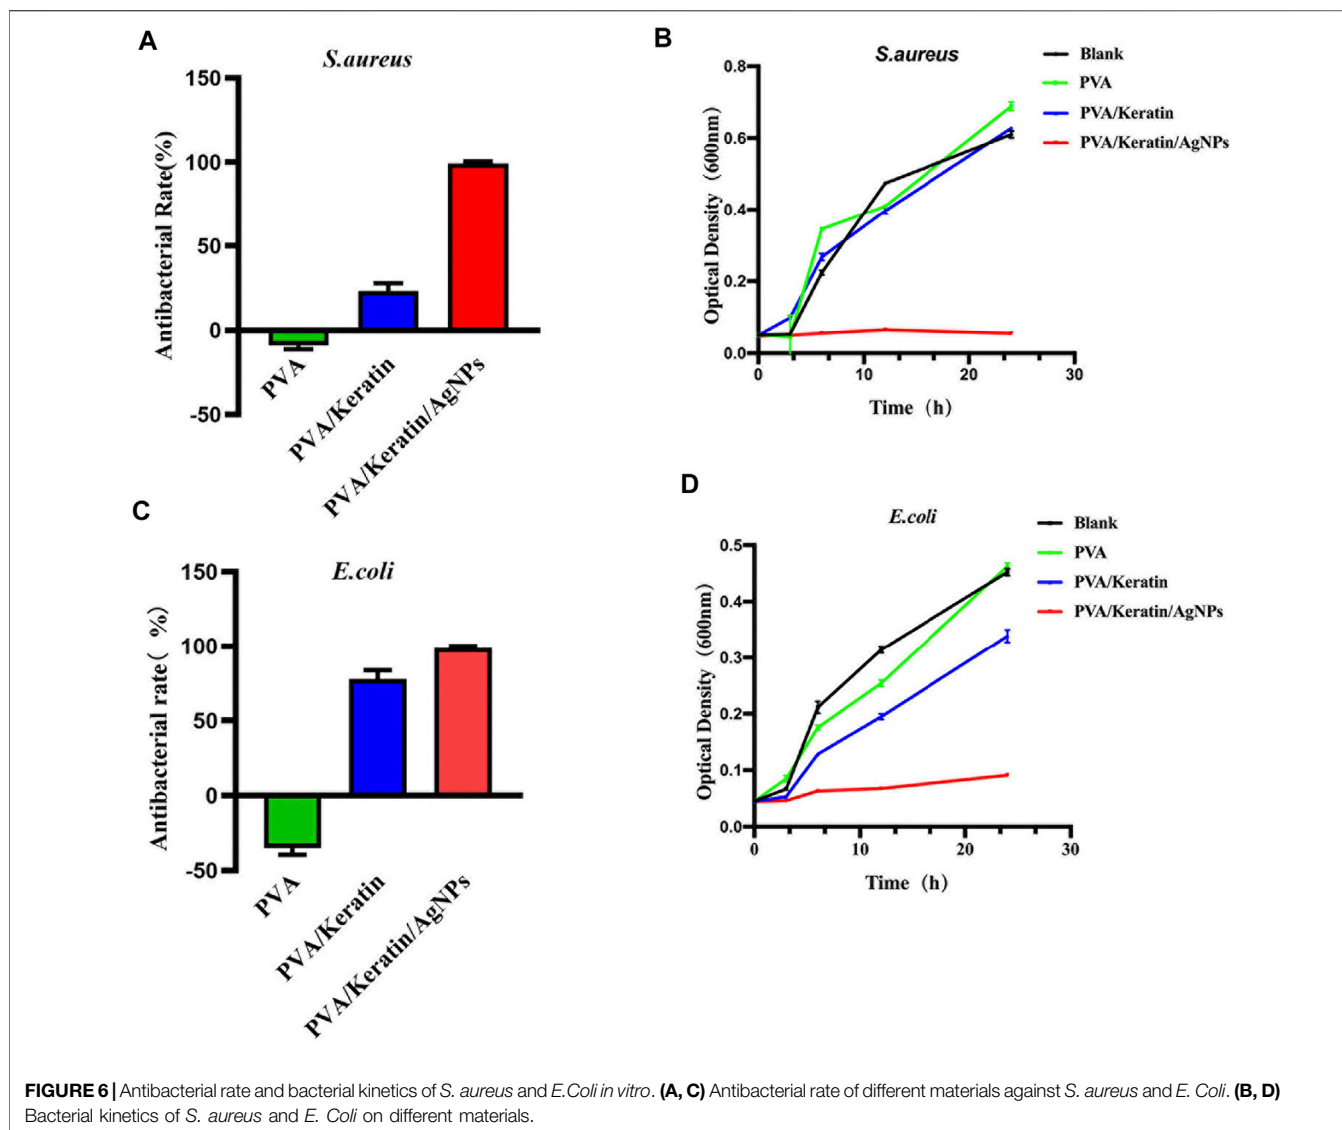 A
S.aureus
Antibacterial Rate(%)
150
100
50
0
-50
PVA
PVA/Keratin
PVA/Keratin/AgNPs
B
S.aureus
Optical Density (600nm)
0.8
0.6
0.4
0.2
0.0
0
10
20
30
Time (h)
Blank
PVA
PVA/Keratin
PVA/Keratin/AgNPs
C
E.coli
Antibacterial rate( %)
150
100
50
0
-50
PVA
PVA/Keratin
PVA/Keratin/AgNPs
D
E.coli
Optical Density (600nm)
0.5
0.4
0.3
0.2
0.1
0.0
0
10
20
30
Time (h)
Blank
PVA
PVA/Keratin
PVA/Keratin/AgNPs
FIGURE 6 | Antibacterial rate and bacterial kinetics of S. aureus and E.Coli in vitro. (A, C) Antibacterial rate of different materials against S. aureus and E. Coli. (B, D)
Bacterial kinetics of S. aureus and E. Coli on different materials.